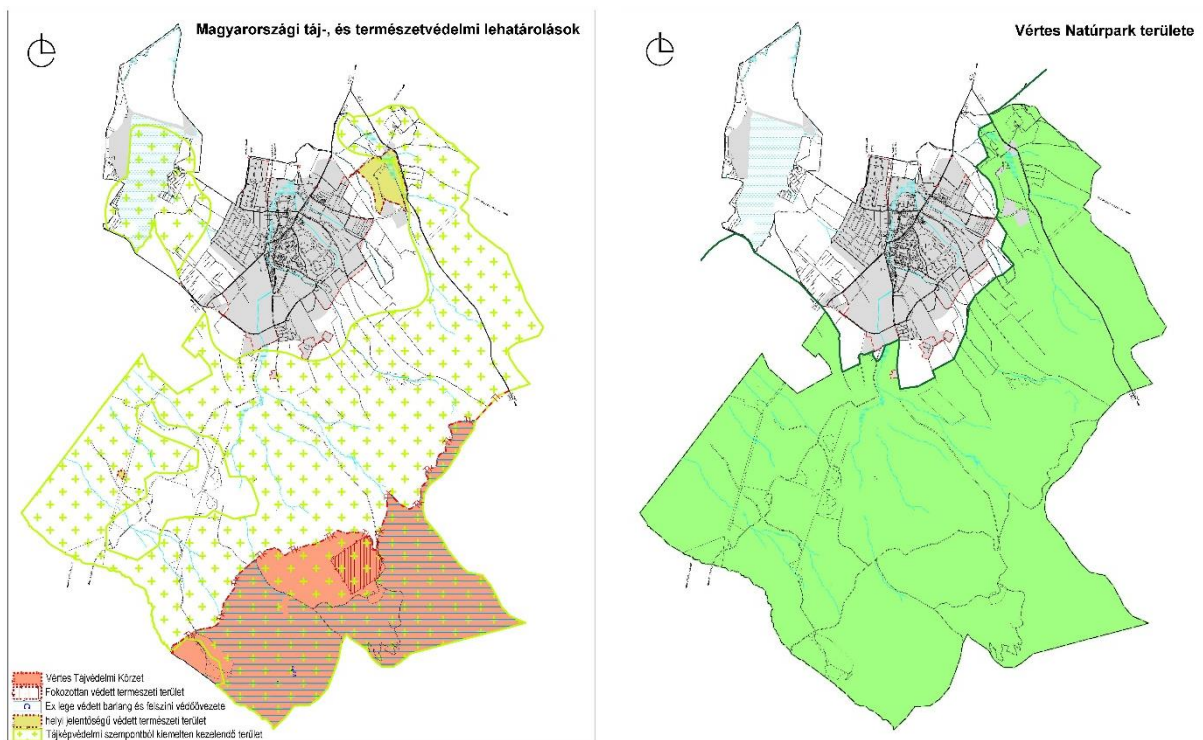 Magyarországi táj-, és természetvédelmi lehatárolások
Vértes Tájvédelmi Körzet
Fokozottan védett termeszeti terület
Ex lege védett barlang és felszíni védőövezete
helyi jelentőségű védett természeti terület
Tájképvédelmi szempontból kiemelten kezelendő terület
Vértes Natúrpark területe